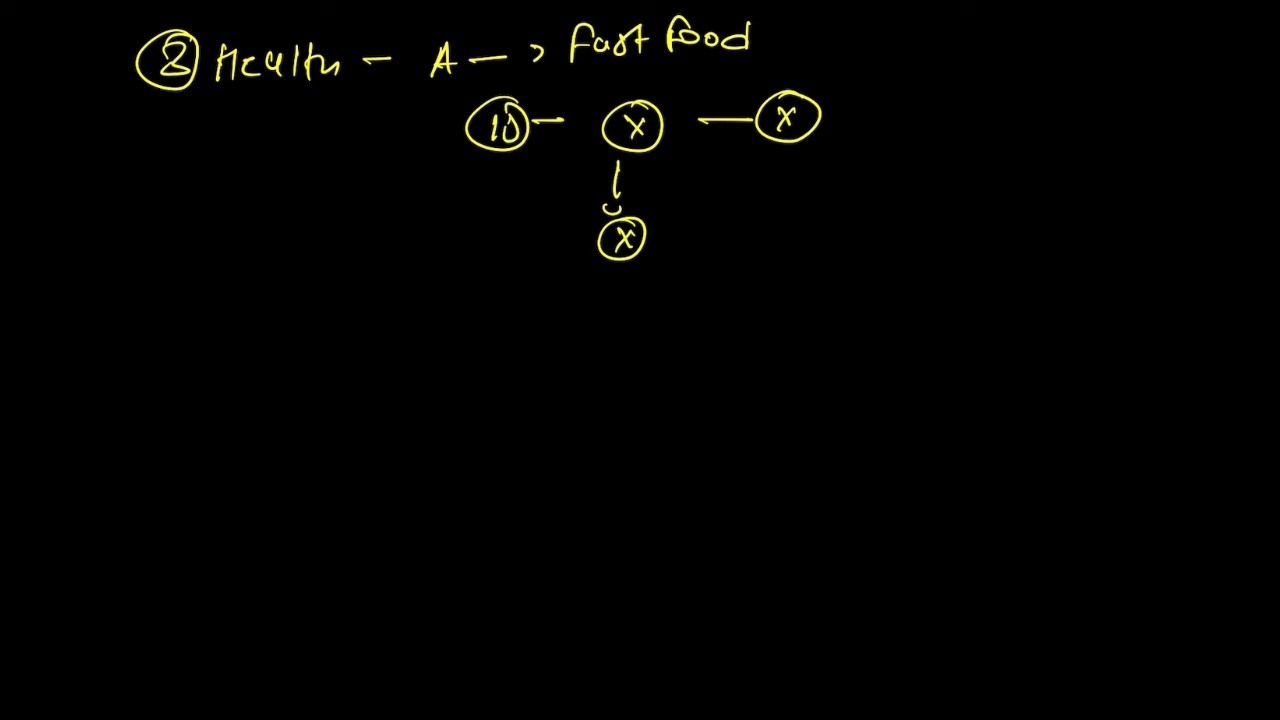 ② Health - A -> Fast food
10 - X - X
X